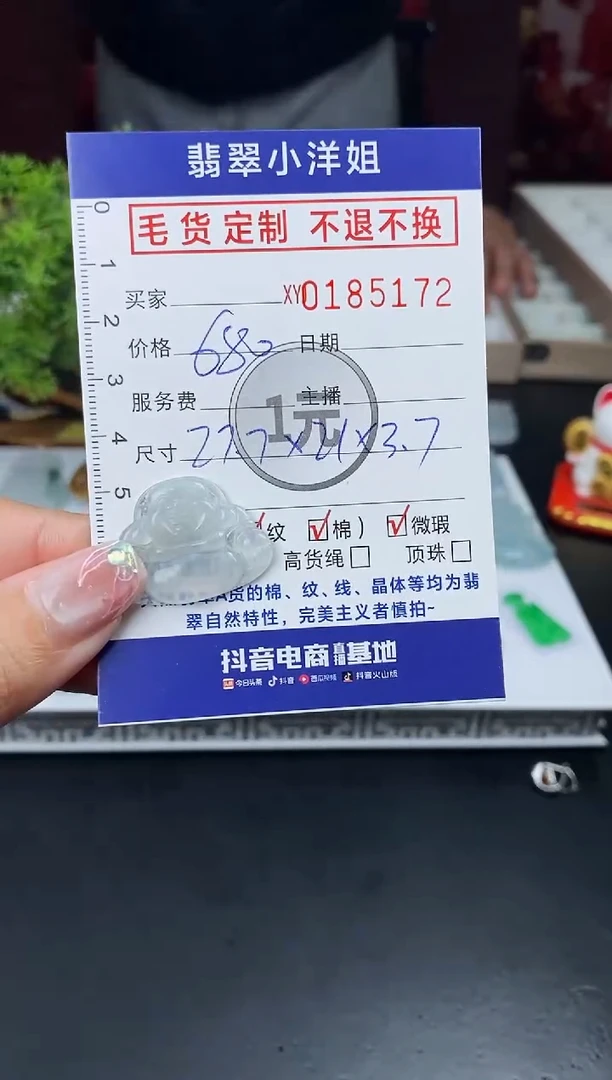 翡翠小洋姐
毛货定制 不退不换
买家 XY0185172
价格 680 日期
服务费 主播
1元
尺寸 27.7×21×3.7
纹 棉） 微瑕
高货绳 顶珠
A货的棉、纹、线、晶体等均为翡
翠自然特性，完美主义者慎拍~
抖音电商直播基地
今日头条 抖音 西瓜视频 抖音火山版
0
1
2
3
4
5